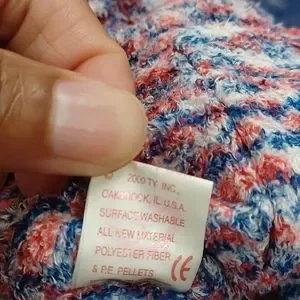 © 2000 TY INC.,
OAKBROOK, IL. U.S.A.
SURFACE WASHABLE
ALL NEW MATERIAL
POLYESTER FIBER
& P.E. PELLETS
CE